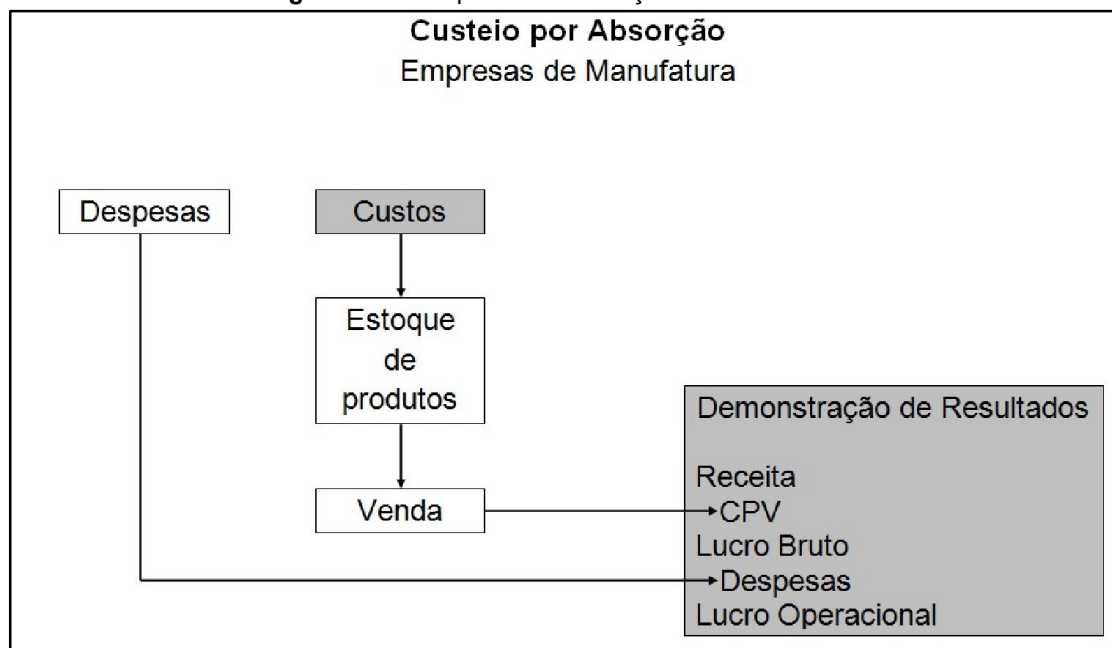 Custeio por Absorção
Empresas de Manufatura
Despesas
Custos
Estoque
de
produtos
Venda
Demonstração de Resultados
Receita
CPV
Lucro Bruto
Despesas
Lucro Operacional